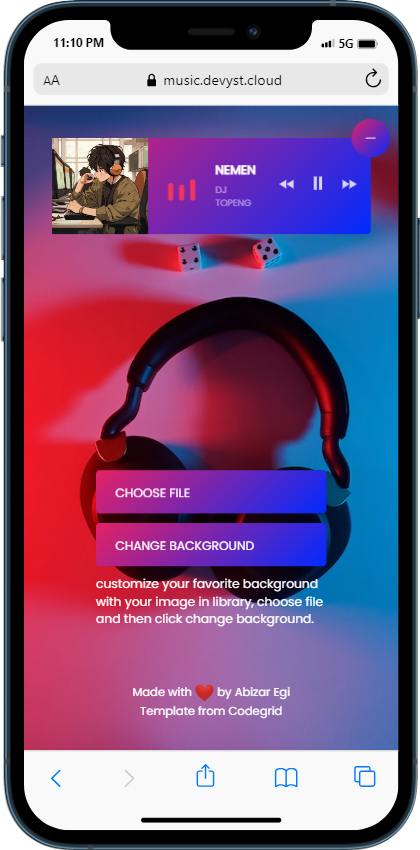 11:10 PM
5G
AA
music.devyst.cloud
NEMEN
DJ
TOPENG
CHOOSE FILE
CHANGE BACKGROUND
customize your favorite background
with your image in library, choose file
and then click change background.
Made with ❤️ by Abizar Egi
Template from Codegrid